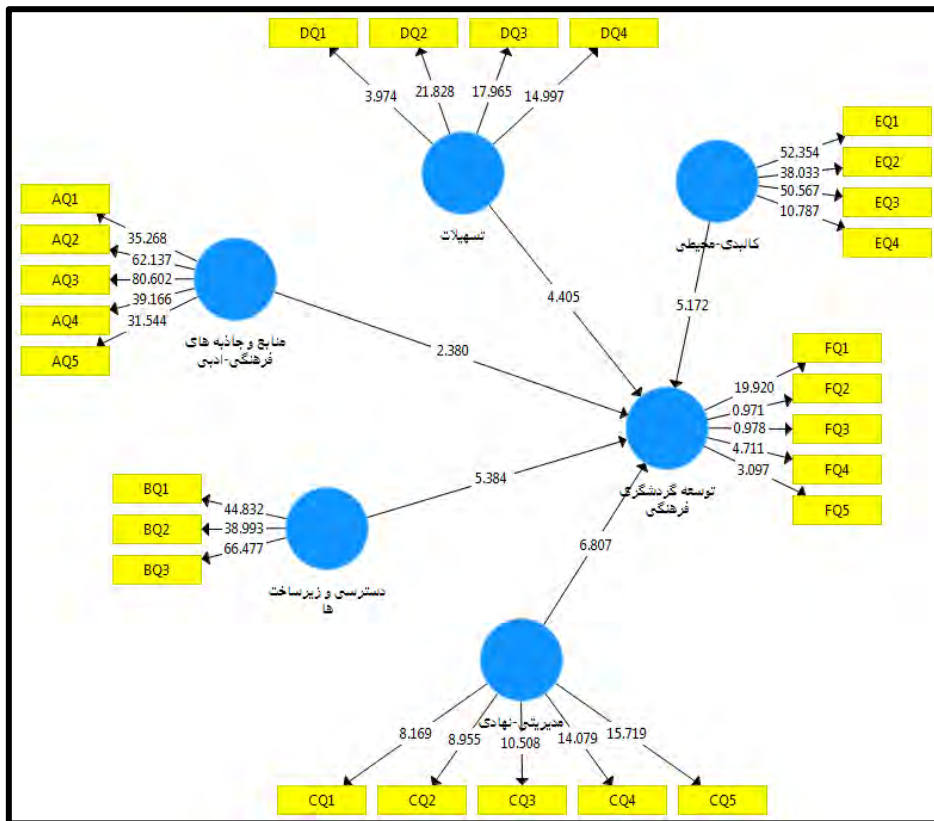 DQ1 DQ2 DQ3 DQ4
3.974 21.828 17.965 14.997
تسهیلات
4.405
EQ1
EQ2
EQ3
EQ4
52.354
38.033
50.567
10.787
کالبدی-محیطی
5.172
AQ1
AQ2
AQ3
AQ4
AQ5
35.268
62.137
80.602
39.166
31.544
منابع و جاذبه های
فرهنگی-ادبی
2.380
FQ1
FQ2
FQ3
FQ4
FQ5
19.920
0.971
0.978
4.711
3.097
توسعه گردشگری
فرهنگی
BQ1
BQ2
BQ3
44.832
38.993
66.477
دسترسی و زیرساخت
ها
5.384
6.807
مدیریتی-نهادی
8.169 8.955 10.508 14.079 15.719
CQ1 CQ2 CQ3 CQ4 CQ5